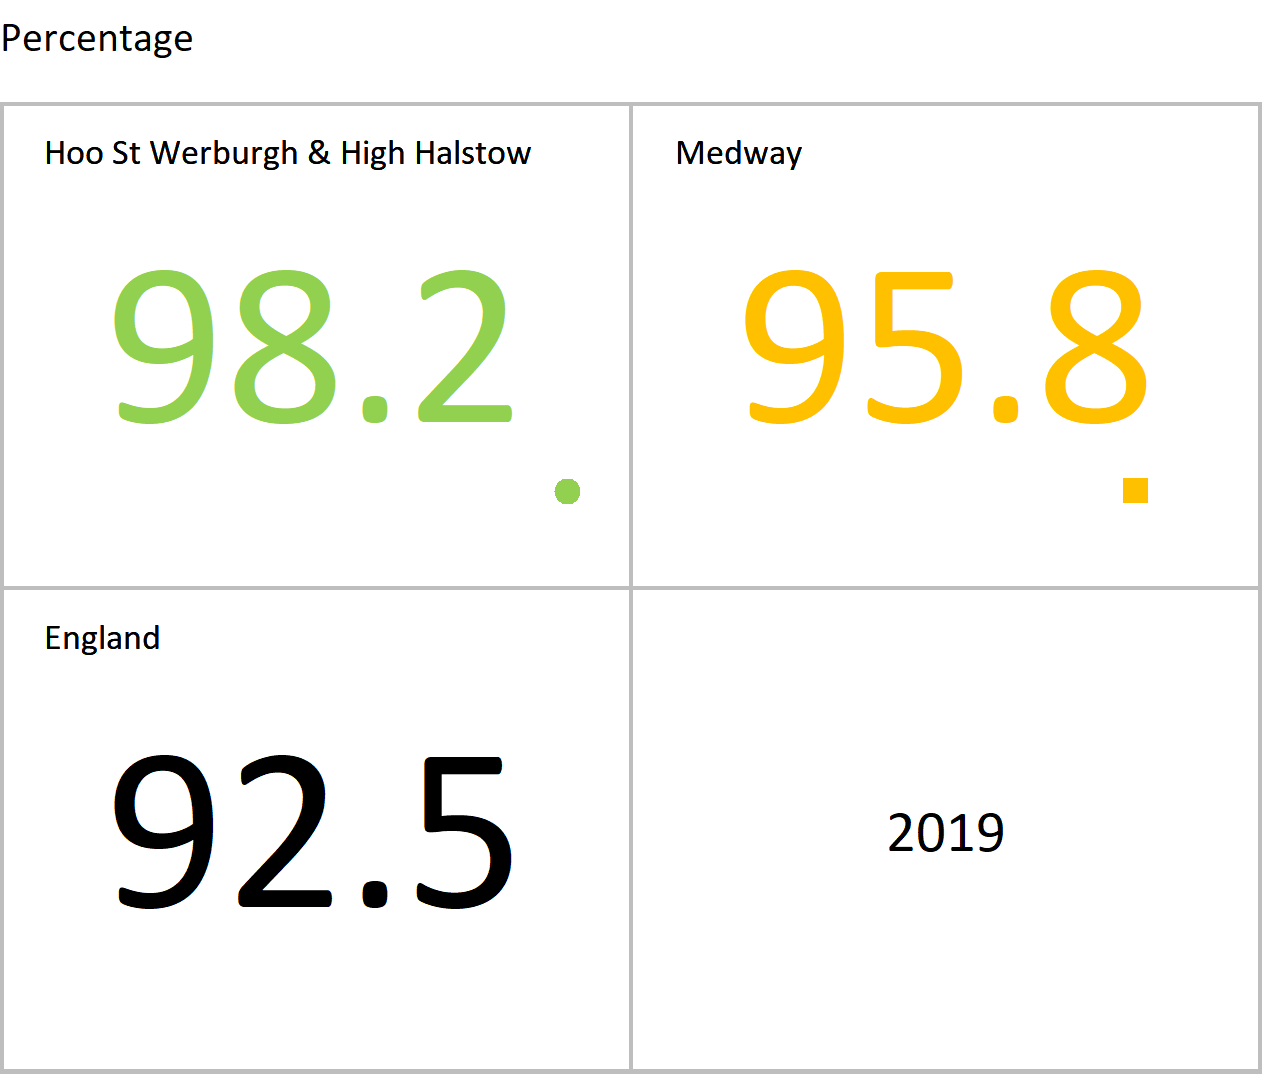 Percentage
Hoo St Werburgh & High Halstow
Medway
98.2
95.8
England
92.5
2019